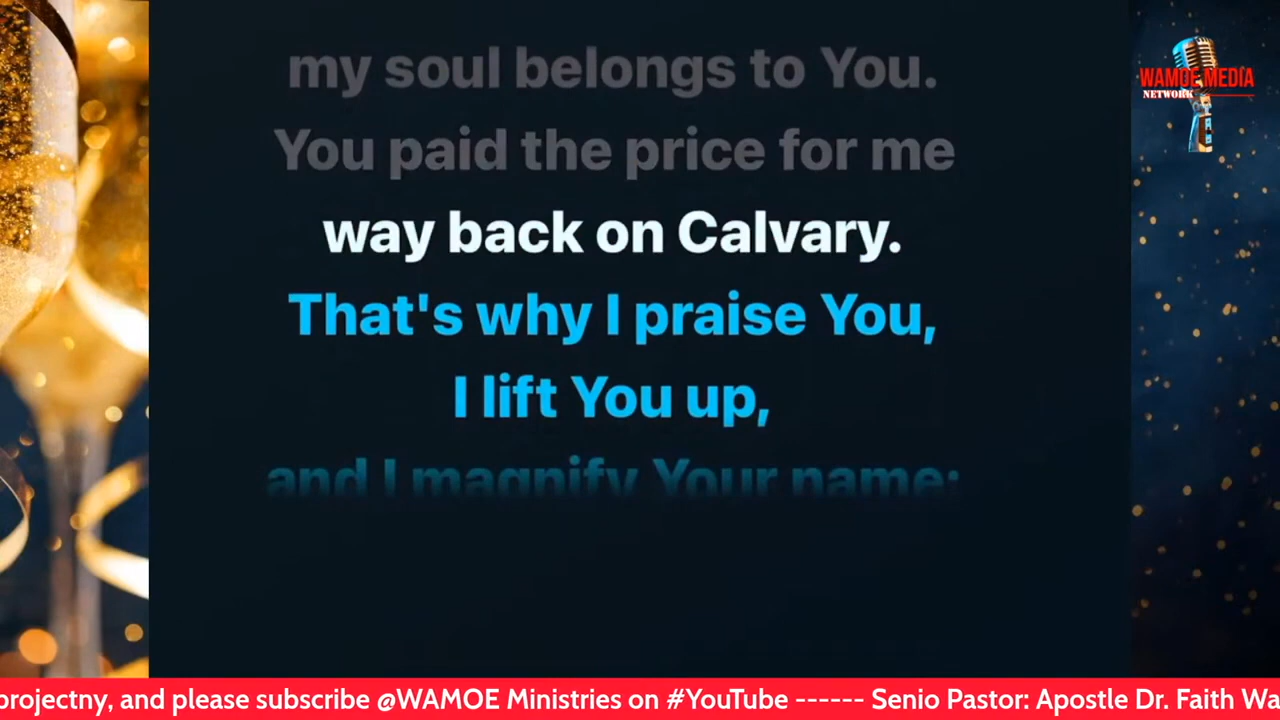 my soul belongs to You.
You paid the price for me
way back on Calvary.
That's why I praise You,
I lift You up,
and I magnify Your name;
WAMOE MEDIA
NETWORK
projectny, and please subscribe @WAMOE Ministries on #YouTube ------ Senio Pastor: Apostle Dr. Faith Wa